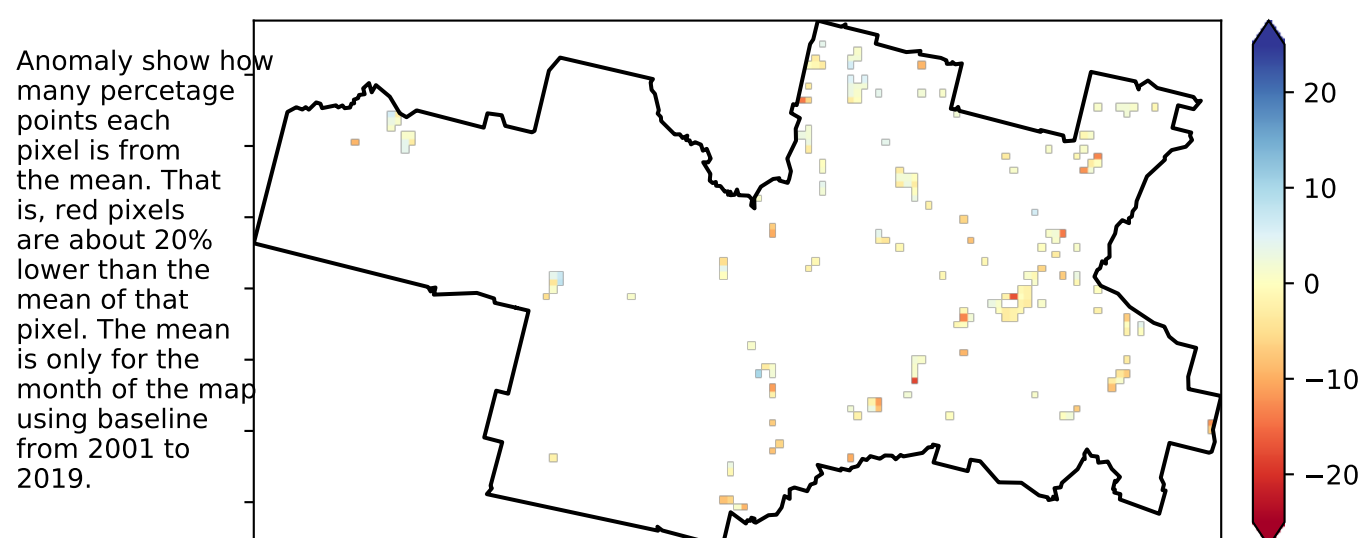 Anomaly show how
many percetage
points each
pixel is from
the mean. That
is, red pixels
are about 20%
lower than the
mean of that
pixel. The mean
is only for the
month of the map
using baseline
from 2001 to
2019.
20
10
0
−10
−20